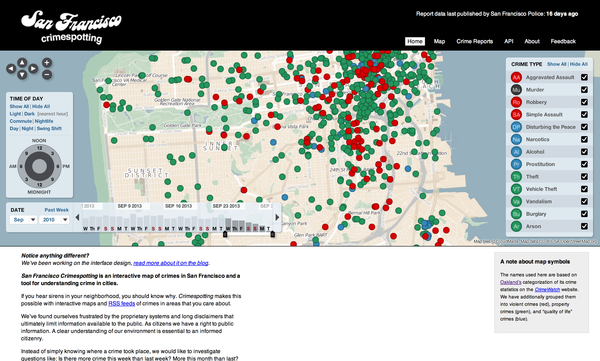 San Francisco
crimespotting
Report data last published by San Francisco Police: 16 days ago
Home Map Crime Reports API About Feedback
TIME OF DAY
Show All | Hide All
Light | Dark [nearest hour]
Commute | Nightlife
Day | Night | Swing Shift
NOON
AM PM
MIDNIGHT
DATE Past Week
Sep 2010
SEP 9 2013 SEP 16 2013 SEP 23 2013
CRIME TYPE Show All | Hide All
AA Aggravated Assault
Mu Murder
Ro Robbery
SA Simple Assault
DP Disturbing the Peace
Na Narcotics
Al Alcohol
Pr Prostitution
Th Theft
VT Vehicle Theft
Va Vandalism
Bu Burglary
Ar Arson
Golden Gate Park
INNER
SUNSET
SUNSET
DISTRICT
Glen Park BART
Notice anything different?
We've been working on the interface design, read more about it on the blog.
San Francisco Crimespotting is an interactive map of crimes in San Francisco and a
tool for understanding crime in cities.
If you hear sirens in your neighborhood, you should know why. Crimespotting makes this
possible with interactive maps and RSS feeds of crimes in areas that you care about.
We've found ourselves frustrated by the proprietary systems and long disclaimers that
ultimately limit information available to the public. As citizens we have a right to public
information. A clear understanding of our environment is essential to an informed
citizenry.
Instead of simply knowing where a crime took place, we would like to investigate
questions like: Is there more crime this week than last week? More this month than last?
A note about map symbols
The names used here are based on
Oakland's categorization of its crime
statistics on the CrimeWatch website.
We have additionally grouped them
into violent crimes (red), property
crimes (green), and "quality of life"
crimes (blue).